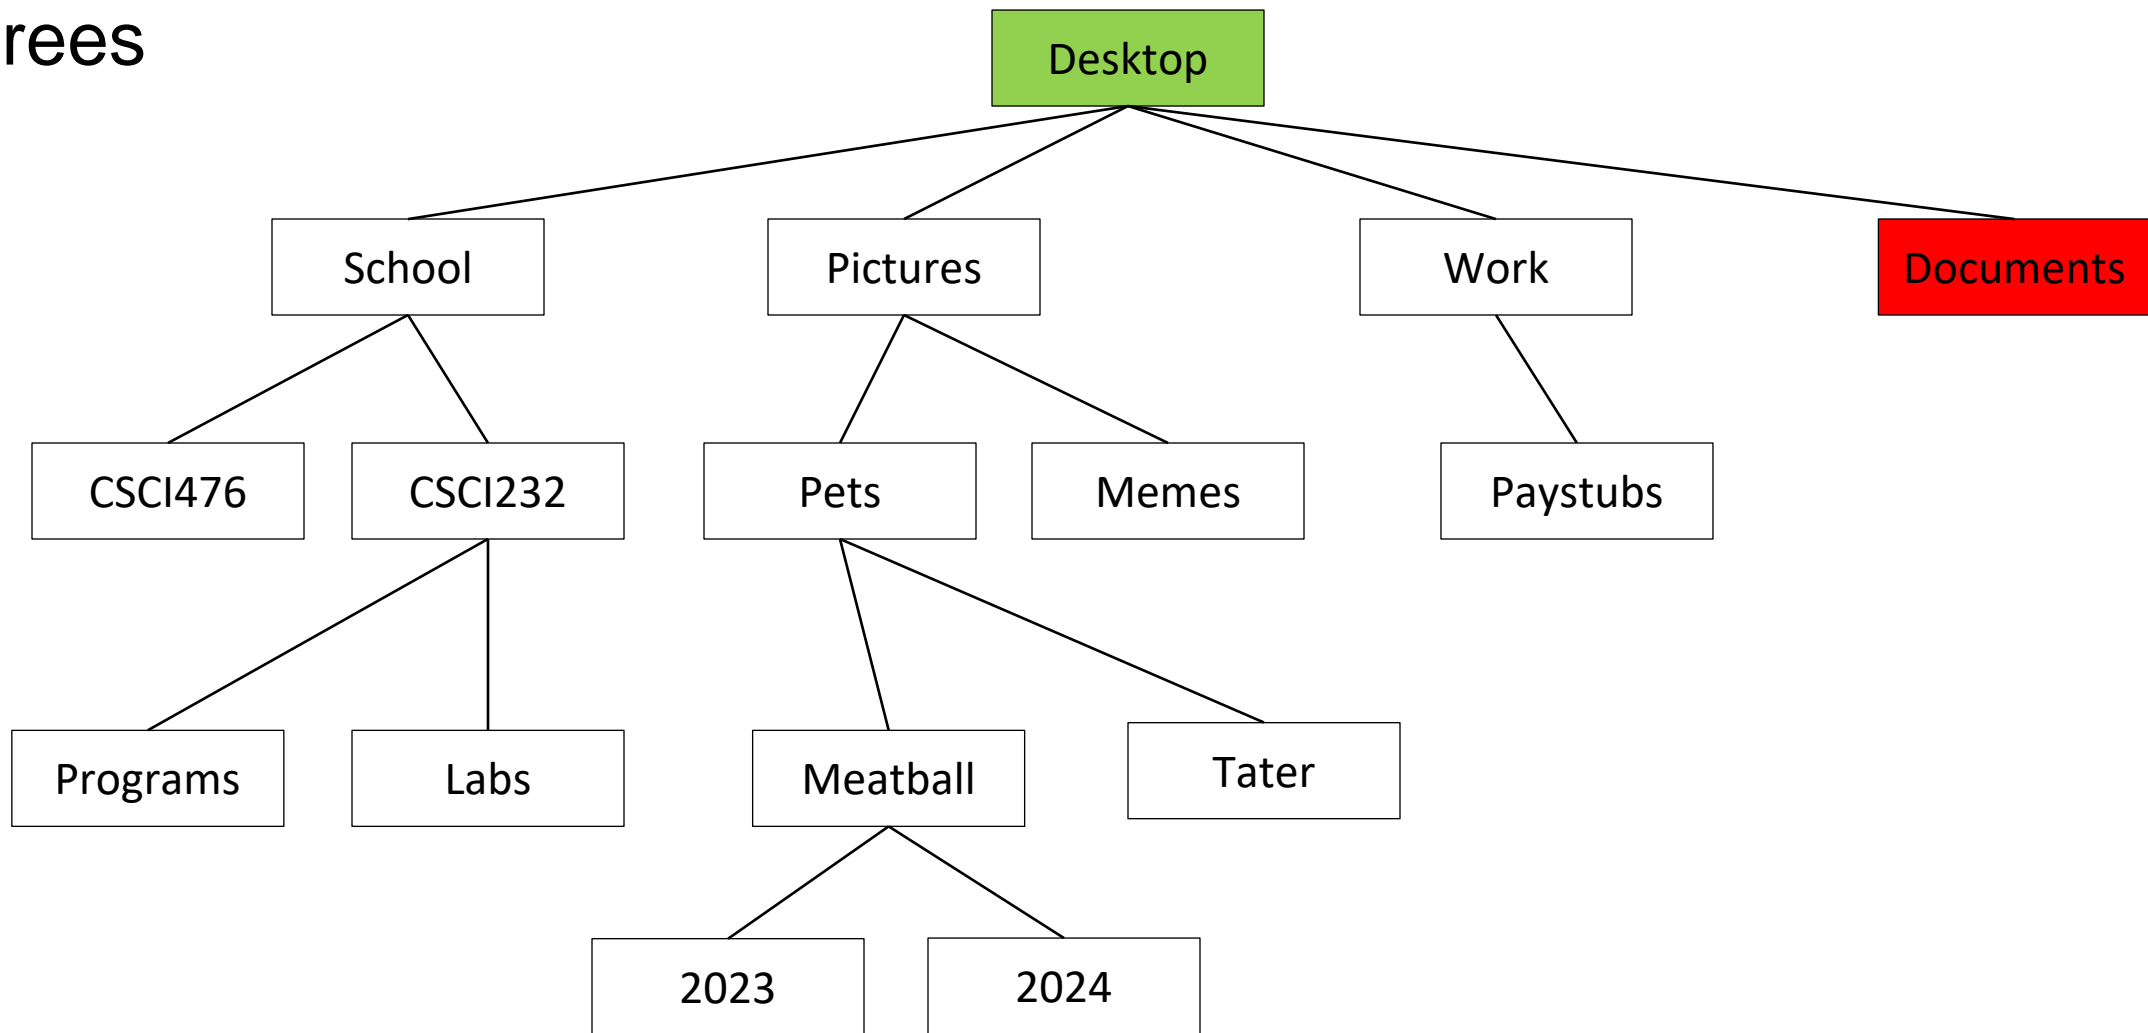 rees
Desktop
School Pictures Work Documents
CSCI476 CSCI232 Pets Memes Paystubs
Programs Labs Meatball Tater
2023 2024